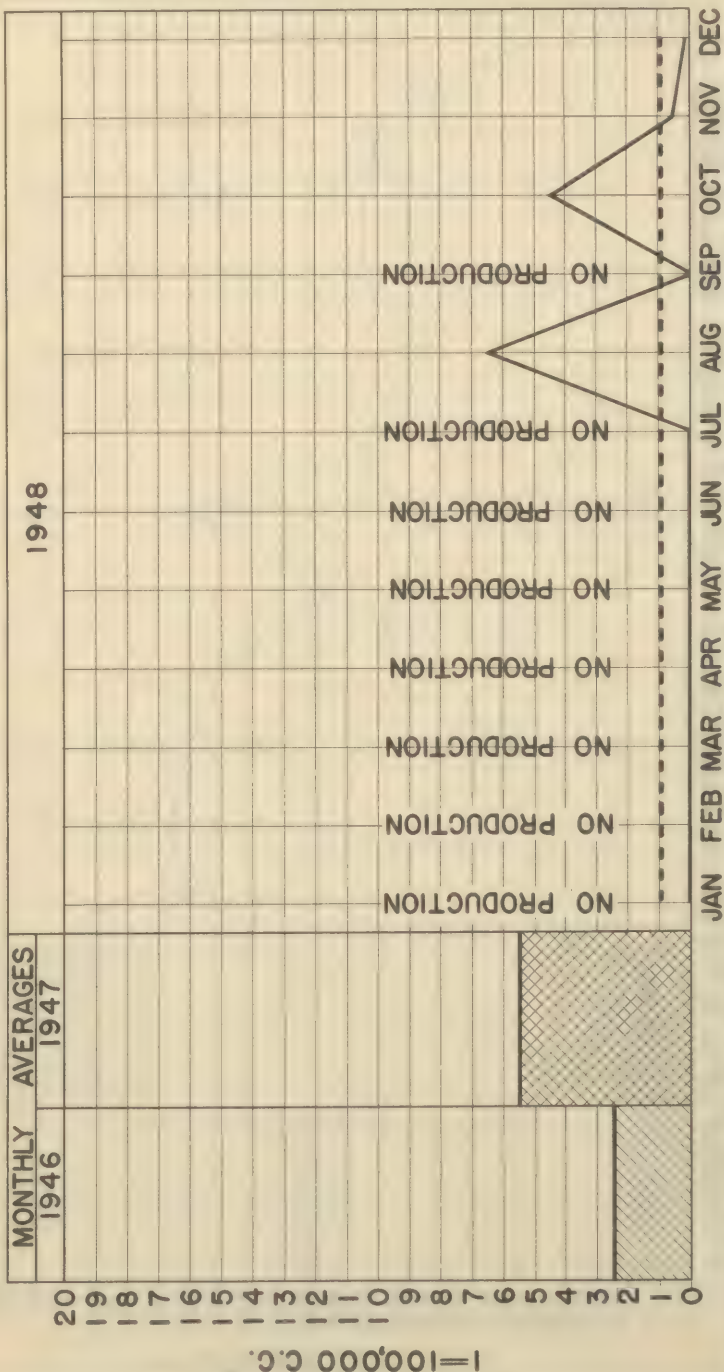 MONTHLY AVERAGES
1946 1947
1948
1=100,000 C.C.
20
19
18
17
16
15
14
13
12
11
10
9
8
7
6
5
4
3
2
1
0
NO PRODUCTION
NO PRODUCTION
NO PRODUCTION
NO PRODUCTION
NO PRODUCTION
NO PRODUCTION
NO PRODUCTION
NO PRODUCTION
JAN FEB MAR APR MAY JUN JUL AUG SEP OCT NOV DEC